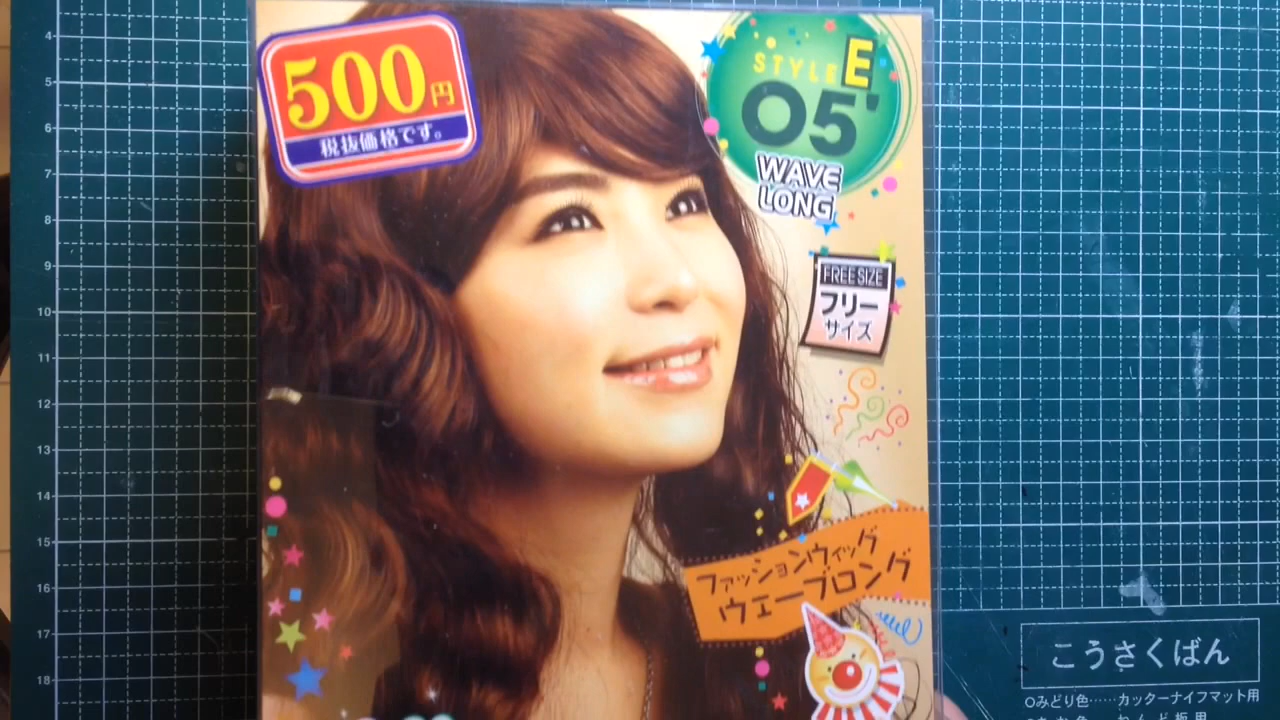 500円
税抜価格です。
STYLE E
05'
WAVE
LONG
FREE SIZE
フリー
サイズ
ファッションウィッグ
ウェーブロング
4
5
6
7
8
9
10
11
12
13
14
15
16
17
18
こうさくばん
○みどり色……カッターナイフマット用